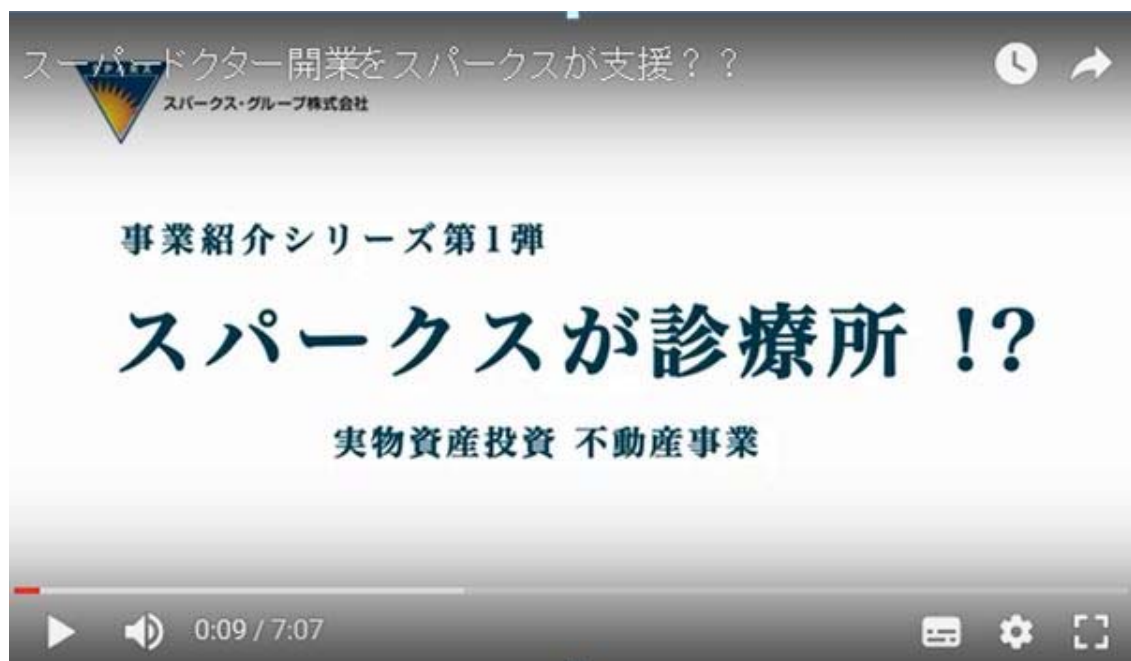 スーパードクター開業をスパークスが支援？？
スパークス・グループ株式会社
事業紹介シリーズ第1弾
スパークスが診療所 !?
実物資産投資 不動産事業
0:09 / 7:07